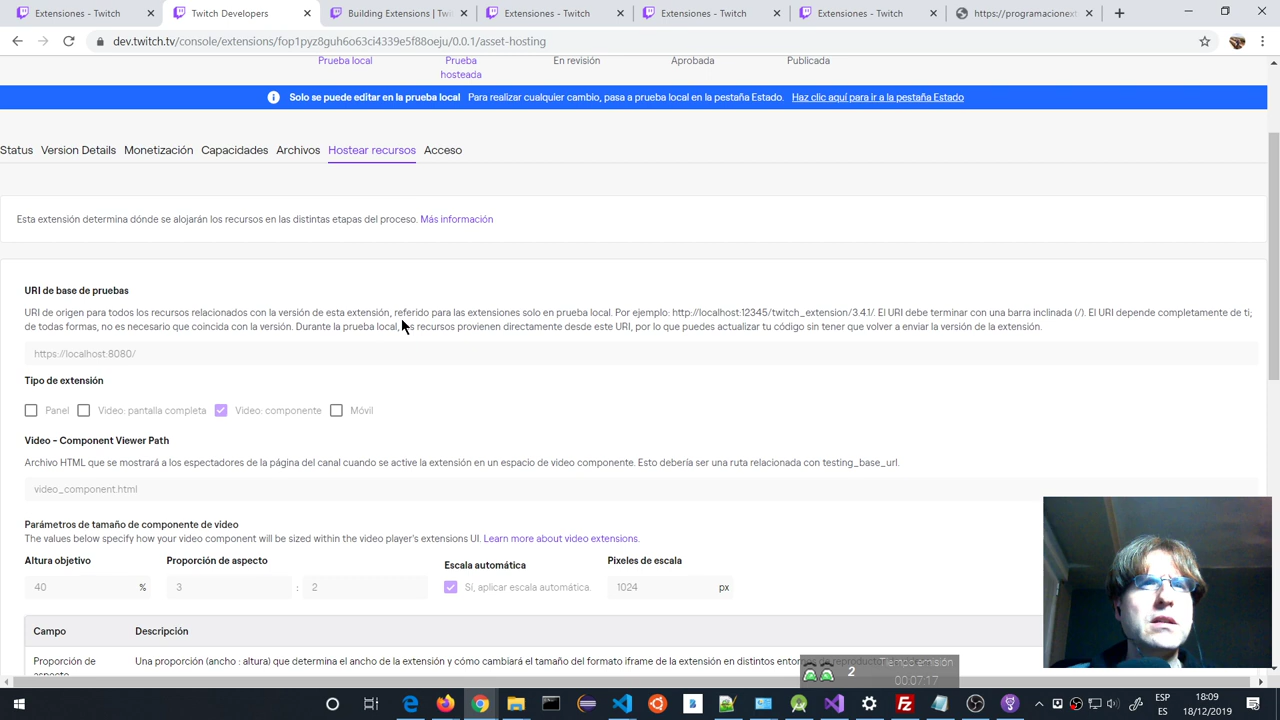 Extensiones - Twitch
Twitch Developers
Building Extensions | Tw
Extensiones - Twitch
Extensiones - Twitch
Extensiones - Twitch
https://programacionext
dev.twitch.tv/console/extensions/fop1pyz8guh6o63ci4339e5f88oeju/0.0.1/asset-hosting
Prueba local
Prueba
hosteada
En revisión
Aprobada
Publicada
Solo se puede editar en la prueba local Para realizar cualquier cambio, pasa a prueba local en la pestaña Estado. Haz clic aquí para ir a la pestaña Estado
Status Version Details Monetización Capacidades Archivos Hostear recursos Acceso
Esta extensión determina dónde se alojarán los recursos en las distintas etapas del proceso. Más información
URI de base de pruebas
URI de origen para todos los recursos relacionados con la versión de esta extensión, referido para las extensiones solo en prueba local. Por ejemplo: http://localhost:12345/twitch_extension/3.4.1/. El URI debe terminar con una barra inclinada (/). El URI depende completamente de ti;
de todas formas, no es necesario que coincida con la versión. Durante la prueba local, recursos provienen directamente desde este URI, por lo que puedes actualizar tu código sin tener que volver a enviar la versión de la extensión.
https://localhost:8080/
Tipo de extensión
Panel Video: pantalla completa Video: componente Móvil
Video - Component Viewer Path
Archivo HTML que se mostrará a los espectadores de la página del canal cuando se active la extensión en un espacio de video componente. Esto debería ser una ruta relacionada con testing_base_url.
video_component.html
Parámetros de tamaño de componente de video
The values below specify how your video component will be sized within the video player's extensions UI. Learn more about video extensions.
Altura objetivo Proporción de aspecto Escala automática Pixeles de escala
40 % 3 : 2 Sí, aplicar escala automática. 1024 px
Campo Descripción
Proporción de Una proporción (ancho : altura) que determina el ancho de la extensión y cómo cambiará el tamaño del formato iframe de la extensión en distintos
aspecto
2
Tiempo emisión
00:07:17
ESP
ES
18:09
18/12/2019